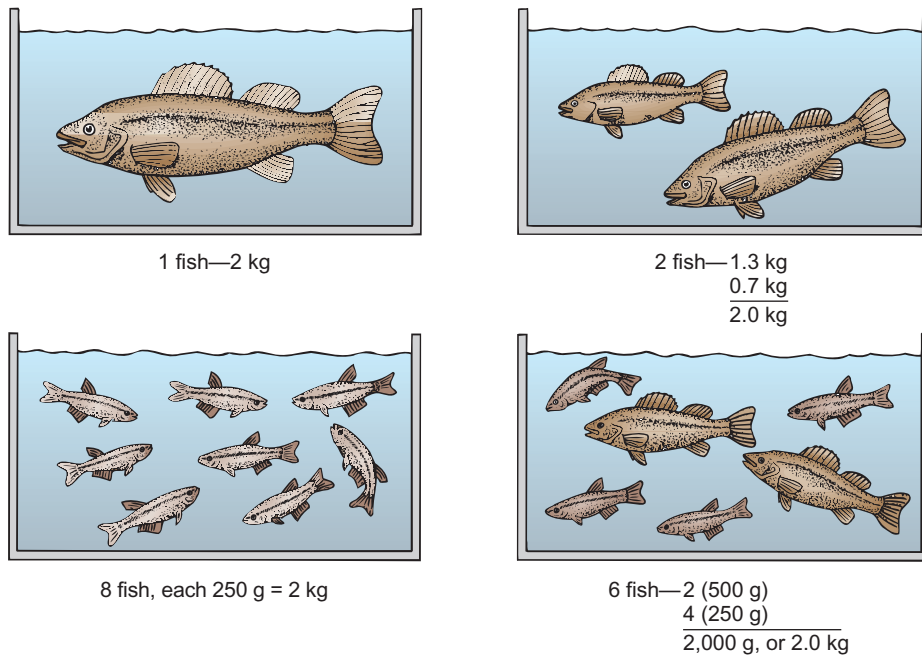 1 fish—2 kg
2 fish—1.3 kg
0.7 kg
2.0 kg
8 fish, each 250 g = 2 kg
6 fish—2 (500 g)
4 (250 g)
2,000 g, or 2.0 kg